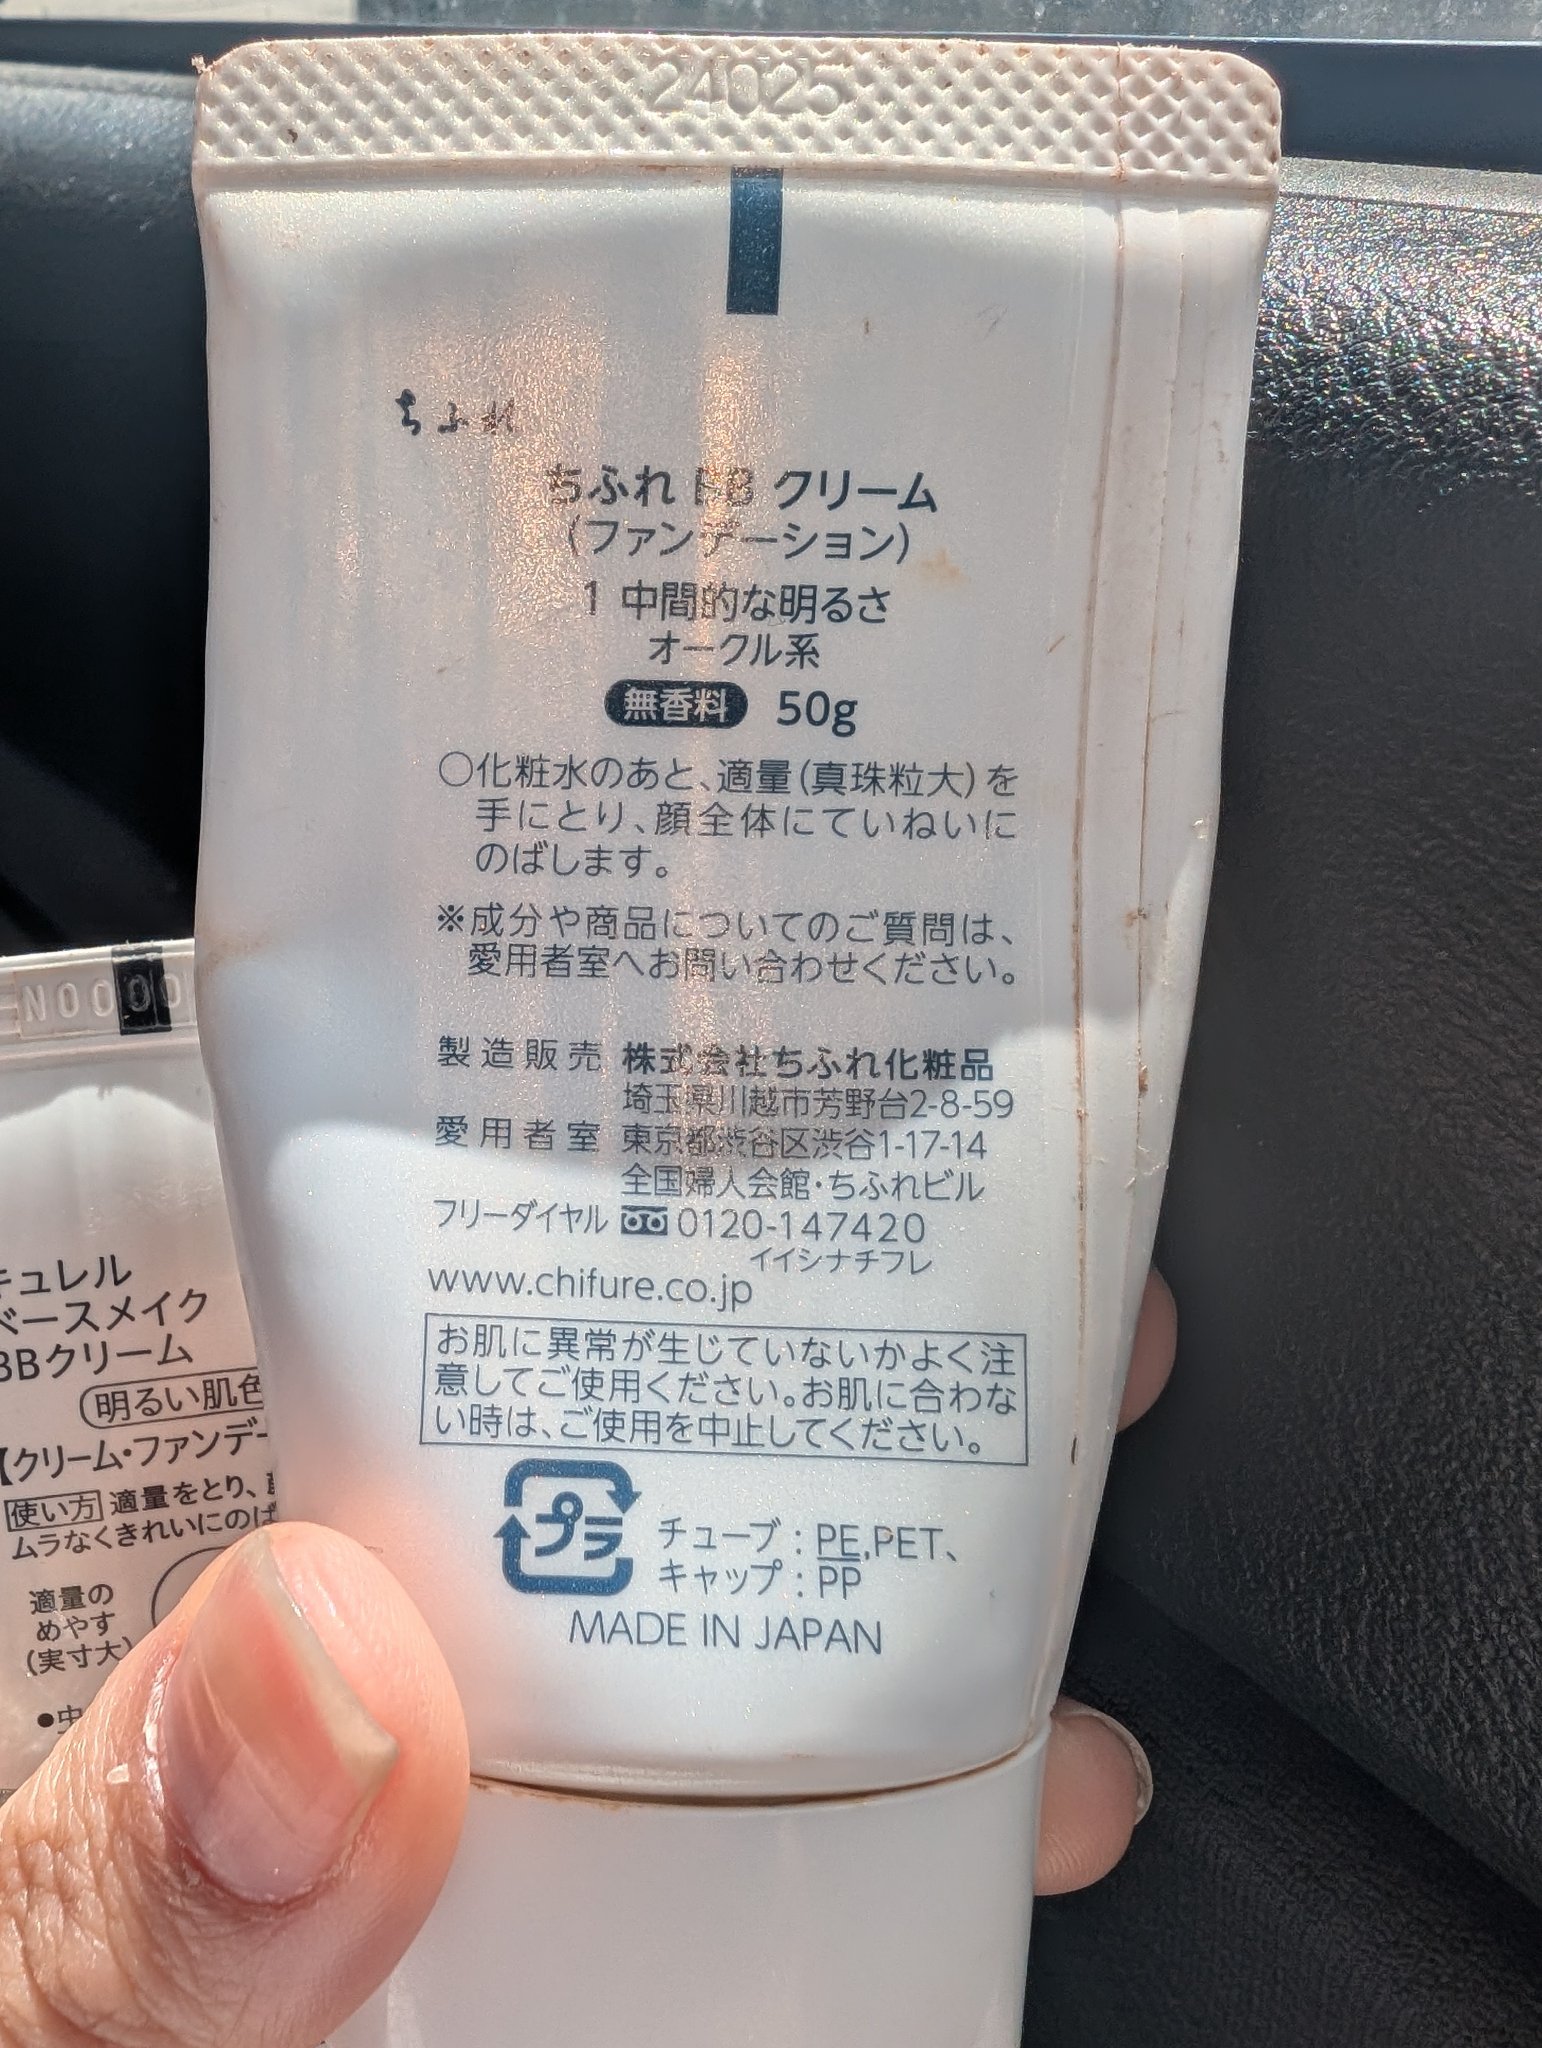 24025
ちふれ
ちふれ BB クリーム
(ファンデーション)
1 中間的な明るさ
オークル系
無香料 50g
○化粧水のあと、適量(真珠粒大)を
手にとり、顔全体にていねいに
のばします。
※成分や商品についてのご質問は、
愛用者室へお問い合わせください。
製造販売 株式会社ちふれ化粧品
埼玉県川越市芳野台2-8-59
愛用者室 東京都渋谷区渋谷1-17-14
全国婦人会館・ちふれビル
フリーダイヤル 0120-147420
イイシナチフレ
www.chifure.co.jp
お肌に異常が生じていないかよく注
意してご使用ください。お肌に合わな
い時は、ご使用を中止してください。
プラ
チューブ : PE,PET、
キャップ : PP
MADE IN JAPAN
N0000
キュレル
ベースメイク
BBクリーム
明るい肌色
【クリーム・ファンデー
使い方 適量をとり、
ムラなくきれいにのば
適量の
めやす
(実寸大)